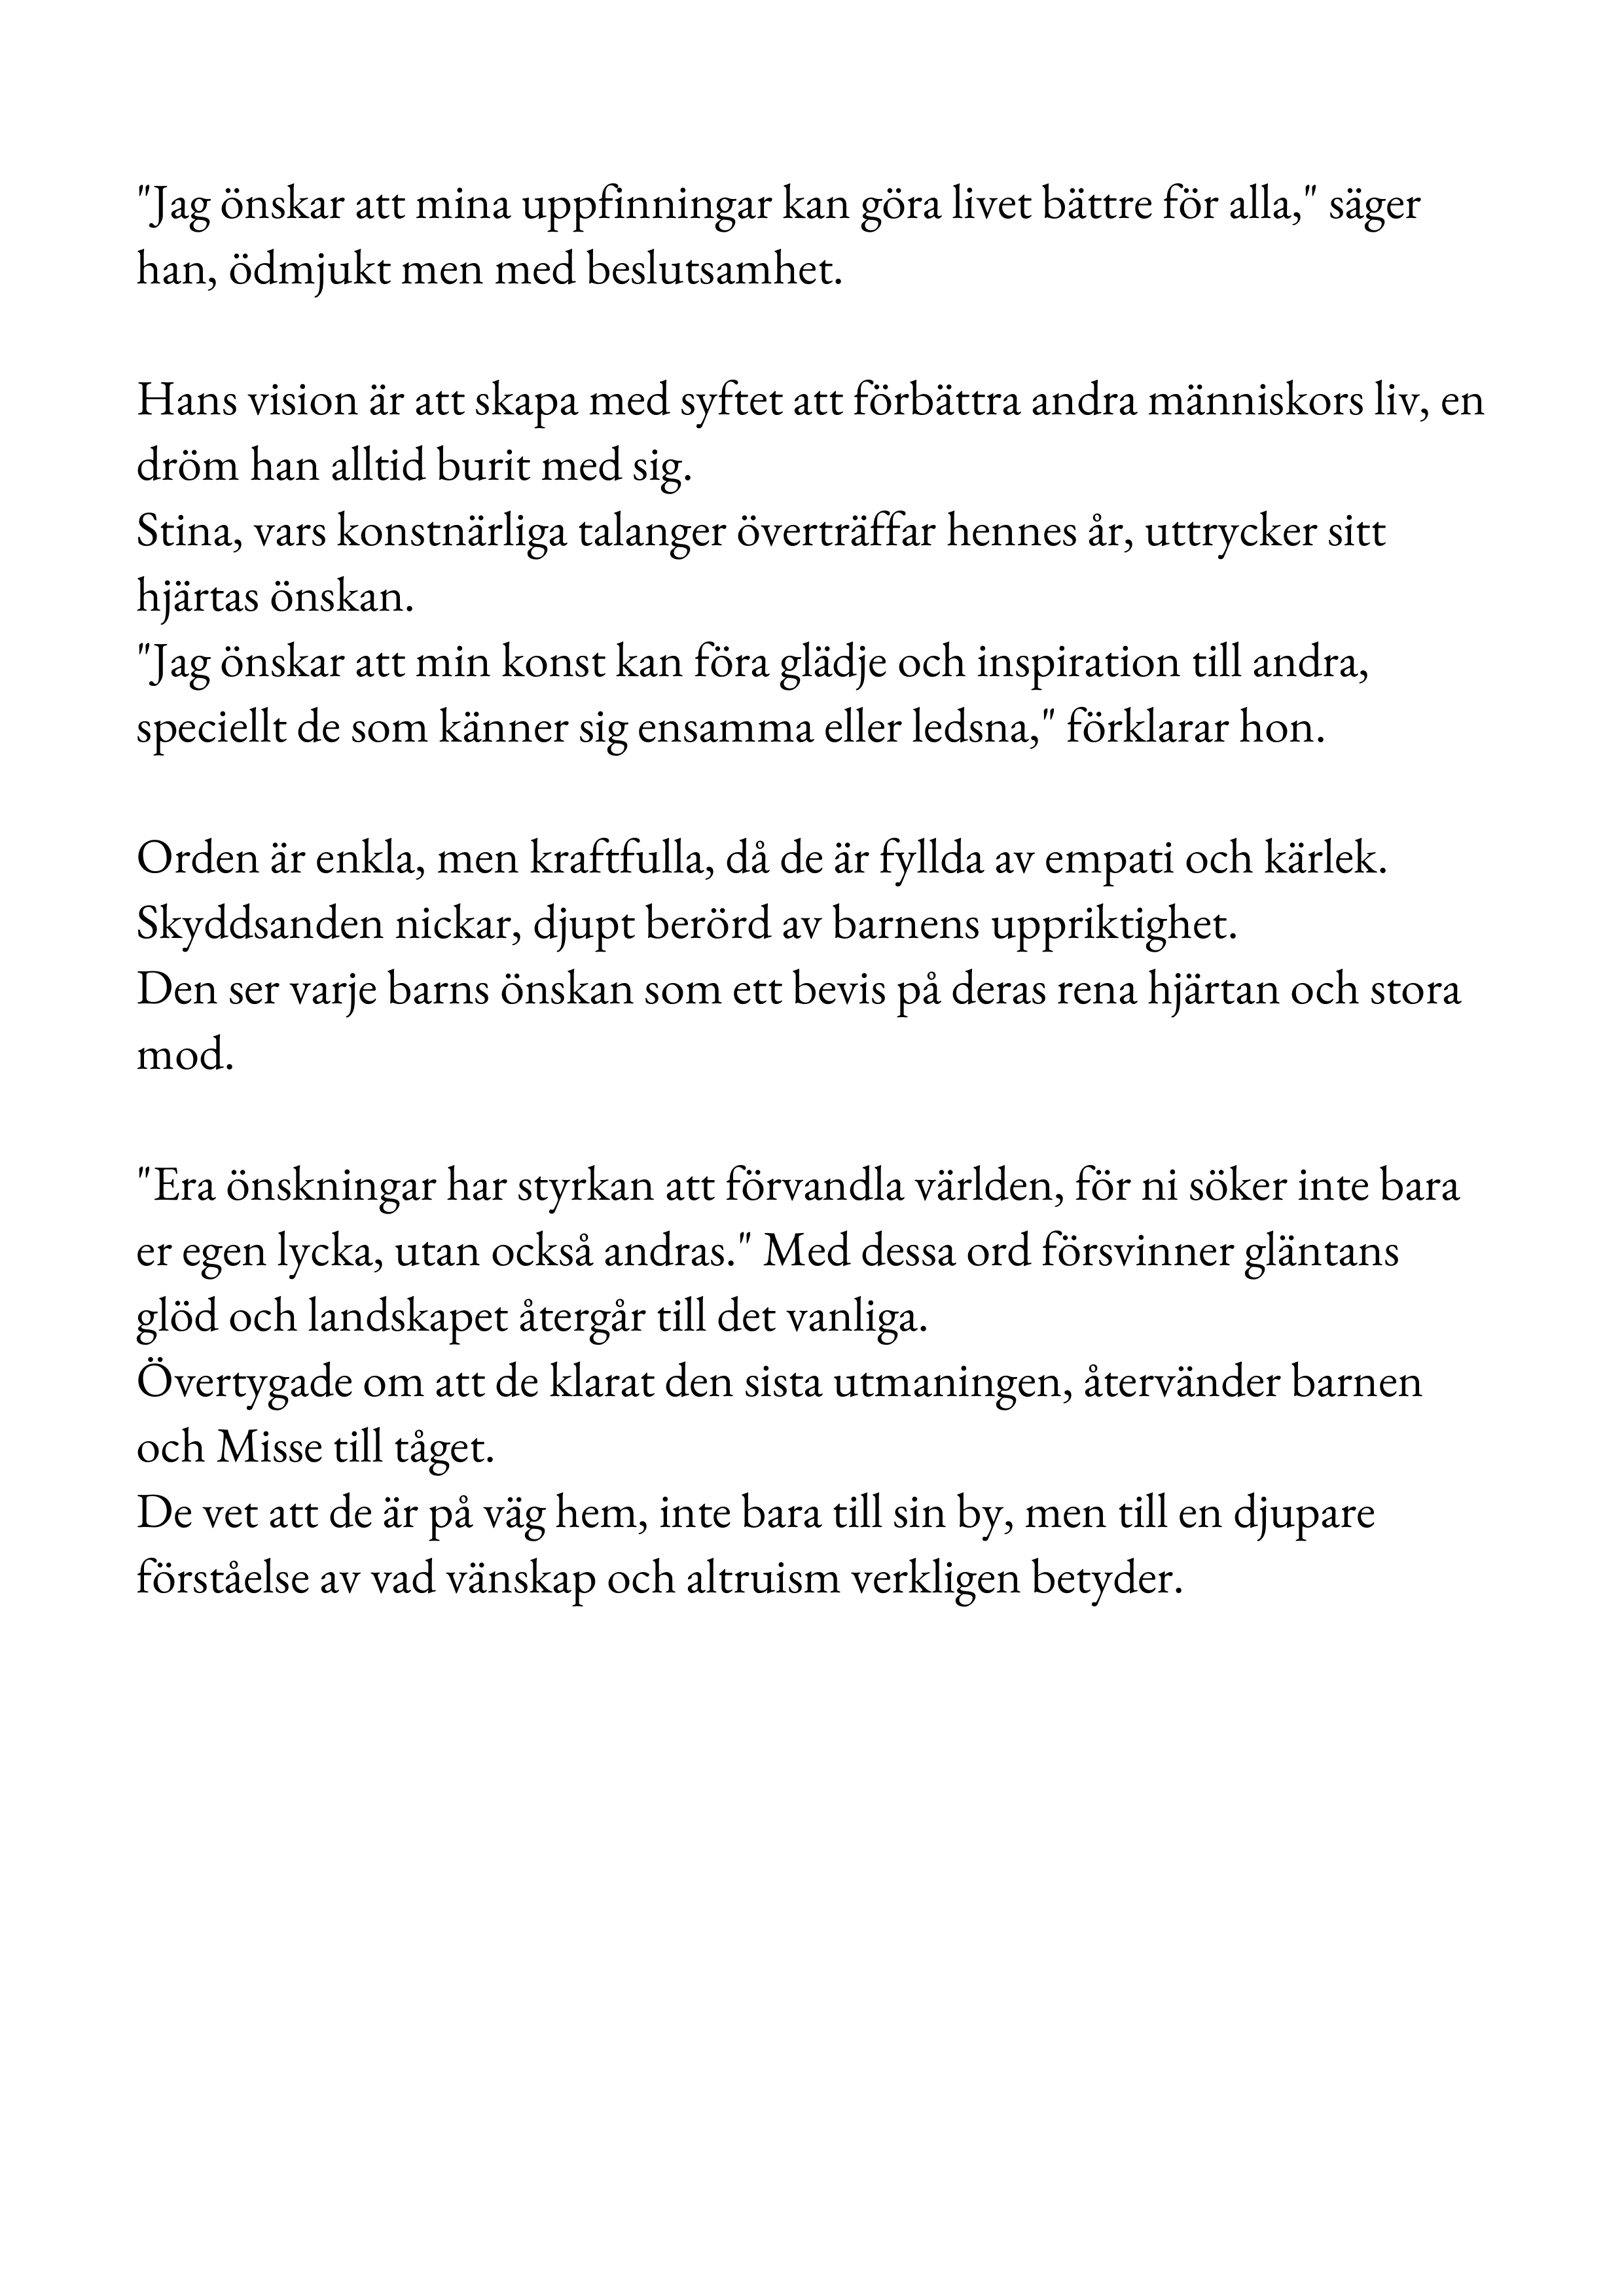 "Jag önskar att mina uppfinningar kan göra livet bättre för alla," säger
han, ödmjukt men med beslutsamhet.
Hans vision är att skapa med syftet att förbättra andra människors liv, en
dröm han alltid burit med sig.
Stina, vars konstnärliga talanger överträffar hennes år, uttrycker sitt
hjärtas önskan.
"Jag önskar att min konst kan föra glädje och inspiration till andra,
speciellt de som känner sig ensamma eller ledsna," förklarar hon.
Orden är enkla, men kraftfulla, då de är fyllda av empati och kärlek.
Skyddsanden nickar, djupt berörd av barnens uppriktighet.
Den ser varje barns önskan som ett bevis på deras rena hjärtan och stora
mod.
"Era önskningar har styrkan att förvandla världen, för ni söker inte bara
er egen lycka, utan också andras." Med dessa ord försvinner gläntans
glöd och landskapet återgår till det vanliga.
Övertygade om att de klarat den sista utmaningen, återvänder barnen
och Misse till tåget.
De vet att de är på väg hem, inte bara till sin by, men till en djupare
förståelse av vad vänskap och altruism verkligen betyder.